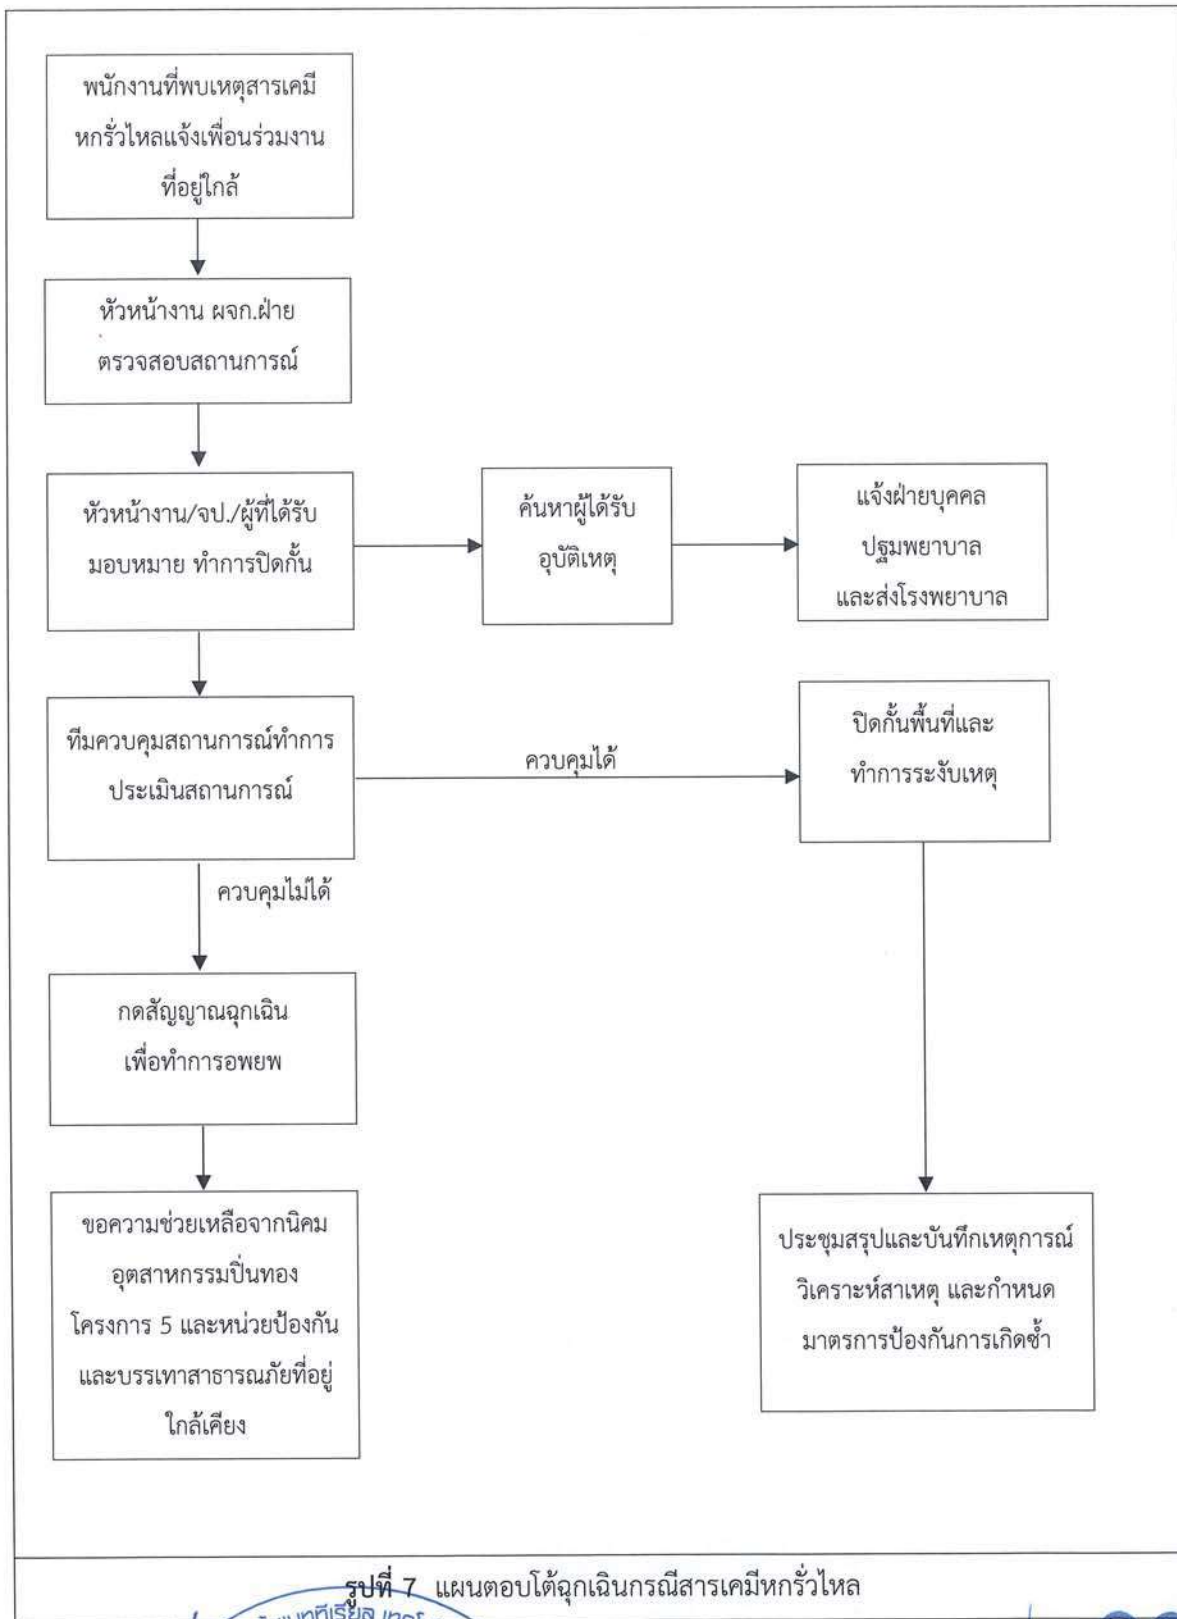 พนักงานที่พบเหตุสารเคมี
หกรั่วไหลแจ้งเพื่อนร่วมงาน
ที่อยู่ใกล้
หัวหน้างาน ผจก.ฝ่าย
ตรวจสอบสถานการณ์
หัวหน้างาน/จป./ผู้ที่ได้รับ
มอบหมาย ทำการปิดกั้น
ค้นหาผู้ได้รับ
อุบัติเหตุ
แจ้งฝ่ายบุคคล
ปฐมพยาบาล
และส่งโรงพยาบาล
ทีมควบคุมสถานการณ์ทำการ
ประเมินสถานการณ์
ควบคุมได้
ปิดกั้นพื้นที่และ
ทำการระงับเหตุ
ควบคุมไม่ได้
กดสัญญาณฉุกเฉิน
เพื่อทำการอพยพ
ขอความช่วยเหลือจากนิคม
อุตสาหกรรมปิ่นทอง
โครงการ 5 และหน่วยป้องกัน
และบรรเทาสาธารณภัยที่อยู่
ใกล้เคียง
ประชุมสรุปและบันทึกเหตุการณ์
วิเคราะห์สาเหตุ และกำหนด
มาตรการป้องกันการเกิดซ้ำ
รูปที่ 7 แผนตอบโต้ฉุกเฉินกรณีสารเคมีหกรั่วไหล